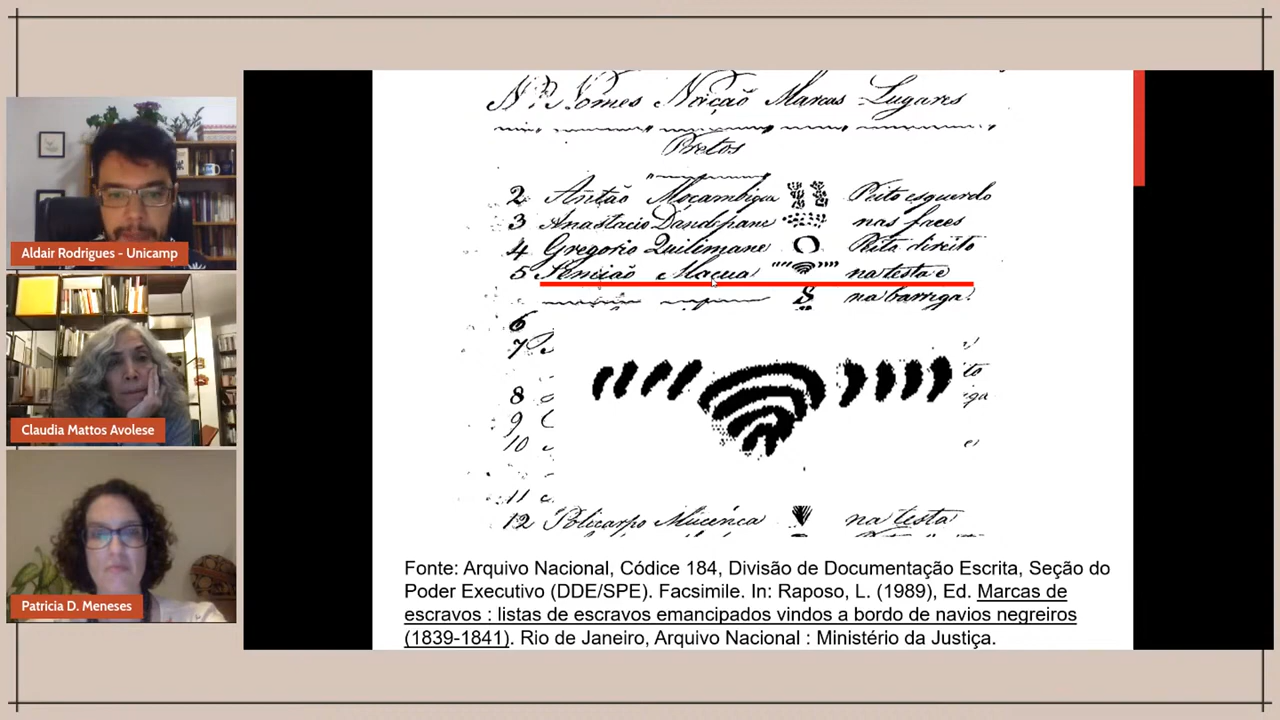 Aldair Rodrigues - Unicamp
Claudia Mattos Avolese
Patricia D. Meneses
Nº Nomes Nação Marcas Lugares
Pretos
2 Antão Moçambique Peito esquerdo
3 Anastacio nas faces
4 Gregorio Quilimane Peito direito
5 Macua na testa e
na barriga.
6
7
8
9
10
11
12 Policarpo na testa
Fonte: Arquivo Nacional, Códice 184, Divisão de Documentação Escrita, Seção do
Poder Executivo (DDE/SPE). Facsimile. In: Raposo, L. (1989), Ed. Marcas de
escravos : listas de escravos emancipados vindos a bordo de navios negreiros
(1839-1841). Rio de Janeiro, Arquivo Nacional : Ministério da Justiça.